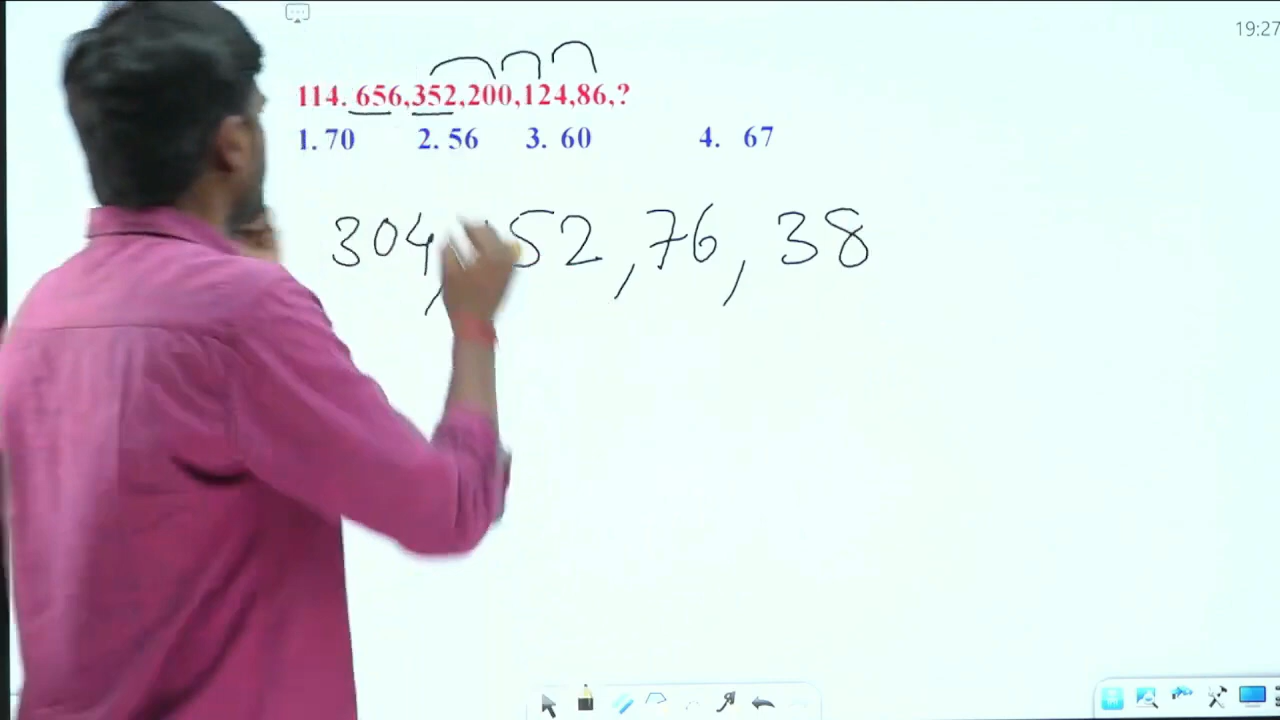 19:27
114. 656,352,200,124,86,?
1.70 2.56 3. 60 4. 67
304, 52, 76, 38